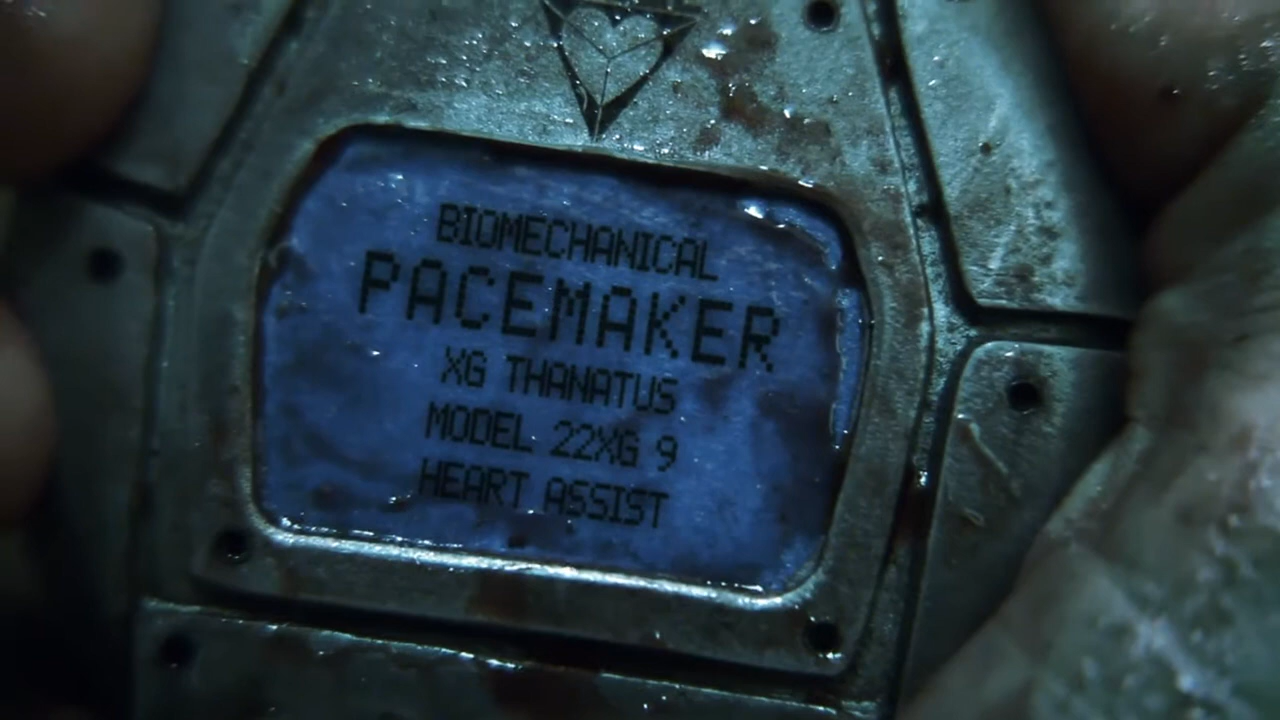 BIOMECHANICAL
PACEMAKER
XG THANATUS
MODEL 22XG 9
HEART ASSIST